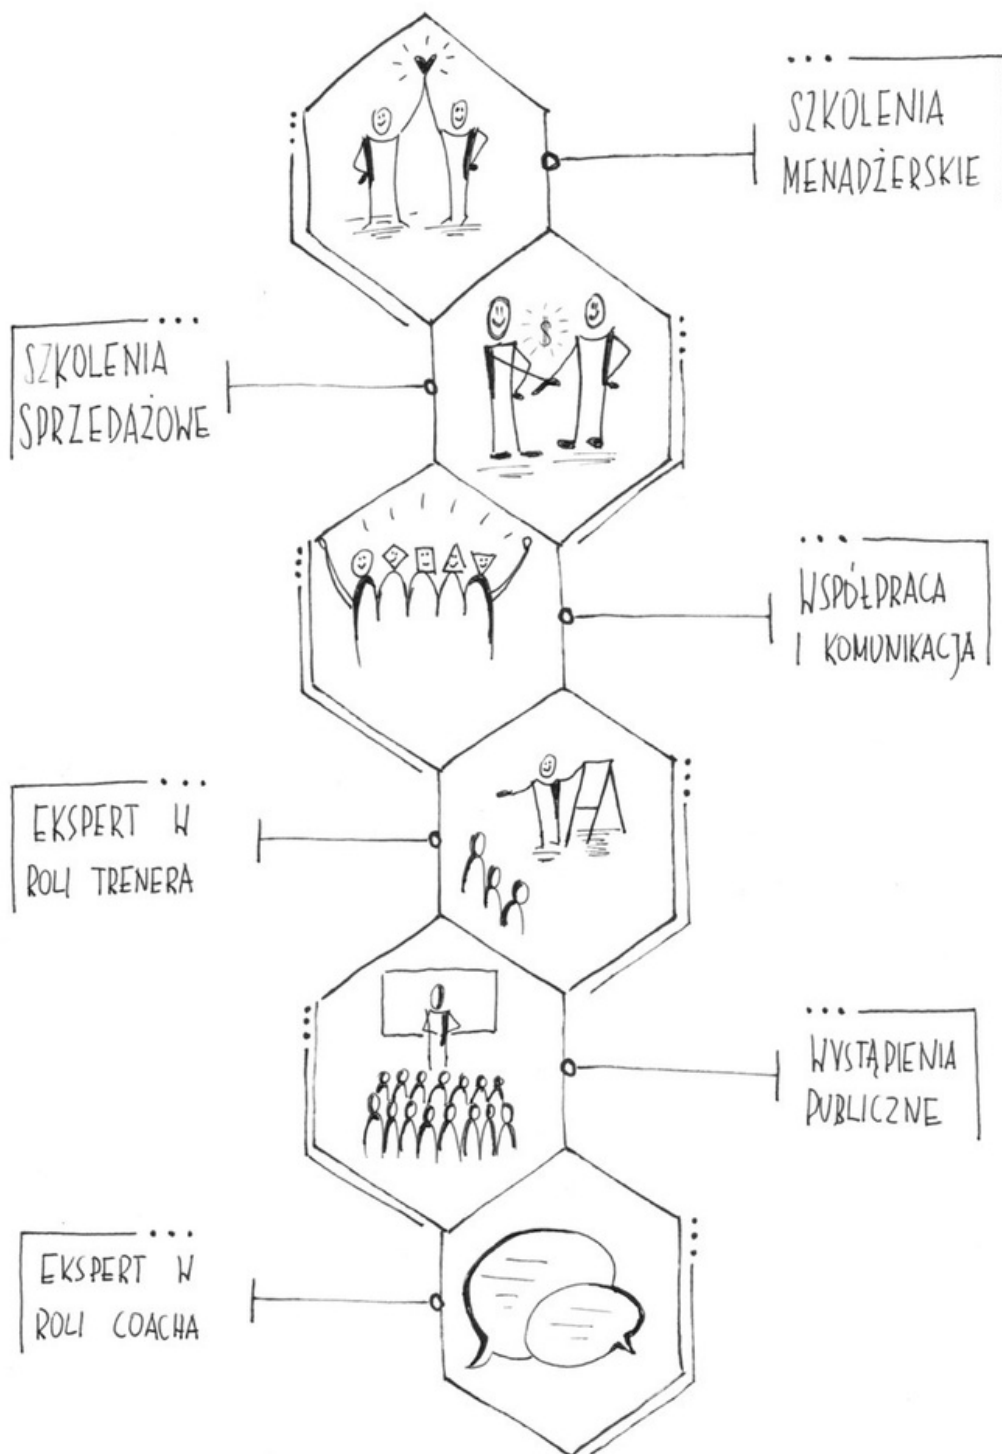 SZKOLENIA
MENADŻERSKIE
SZKOLENIA
SPRZEDAŻOWE
WSPÓŁPRACA
I KOMUNIKACJA
EKSPERT W
ROLI TRENERA
WYSTĄPIENIA
PUBLICZNE
EKSPERT W
ROLI COACHA